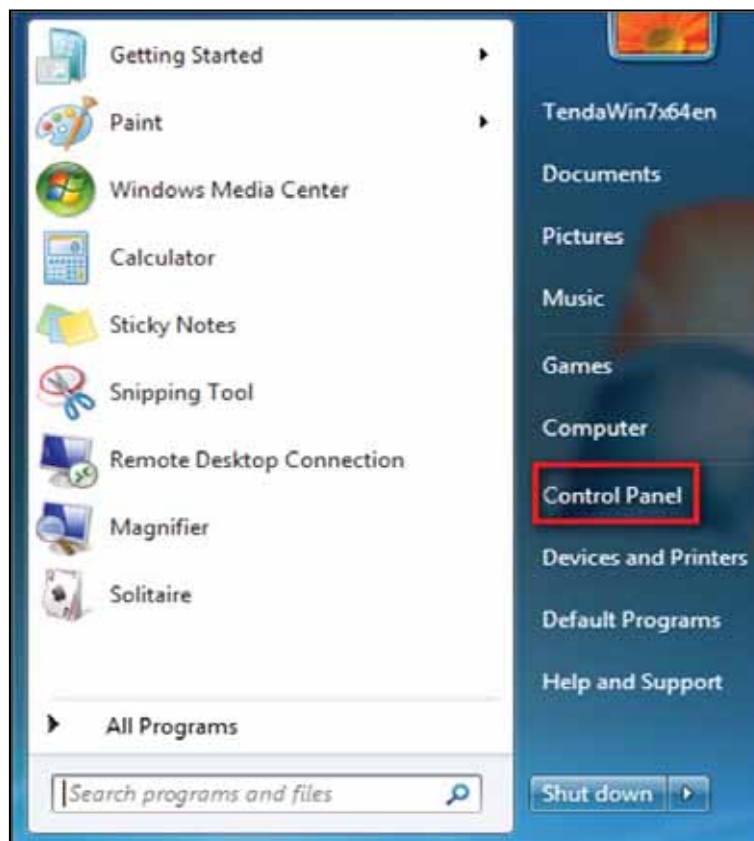 Getting Started
Paint
Windows Media Center
Calculator
Sticky Notes
Snipping Tool
Remote Desktop Connection
Magnifier
Solitaire
All Programs
Search programs and files
TendaWin7x64en
Documents
Pictures
Music
Games
Computer
Control Panel
Devices and Printers
Default Programs
Help and Support
Shut down